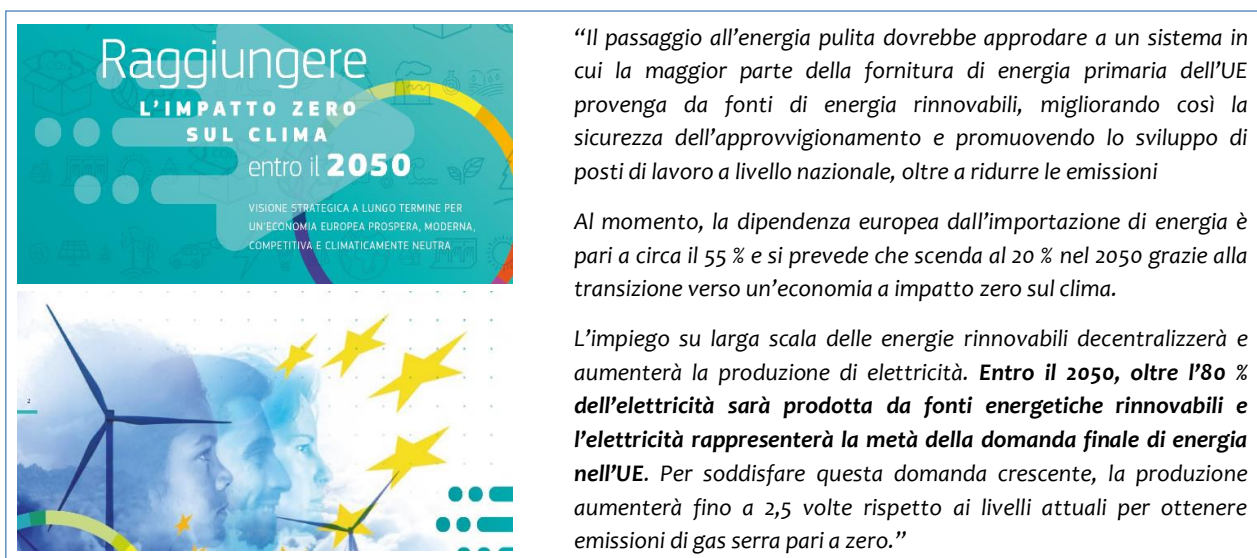 Raggiungere
L'IMPATTO ZERO
SUL CLIMA
entro il 2050
VISIONE STRATEGICA A LUNGO TERMINE PER
UN'ECONOMIA EUROPEA PROSPERA, MODERNA,
COMPETITIVA E CLIMATICAMENTE NEUTRA
2
“Il passaggio all’energia pulita dovrebbe approdare a un sistema in
cui la maggior parte della fornitura di energia primaria dell’UE
provenga da fonti di energia rinnovabili, migliorando così la
sicurezza dell’approvvigionamento e promuovendo lo sviluppo di
posti di lavoro a livello nazionale, oltre a ridurre le emissioni
Al momento, la dipendenza europea dall’importazione di energia è
pari a circa il 55 % e si prevede che scenda al 20 % nel 2050 grazie alla
transizione verso un’economia a impatto zero sul clima.
L’impiego su larga scala delle energie rinnovabili decentralizzerà e
aumenterà la produzione di elettricità. Entro il 2050, oltre l’80 %
dell’elettricità sarà prodotta da fonti energetiche rinnovabili e
l’elettricità rappresenterà la metà della domanda finale di energia
nell’UE. Per soddisfare questa domanda crescente, la produzione
aumenterà fino a 2,5 volte rispetto ai livelli attuali per ottenere
emissioni di gas serra pari a zero.”